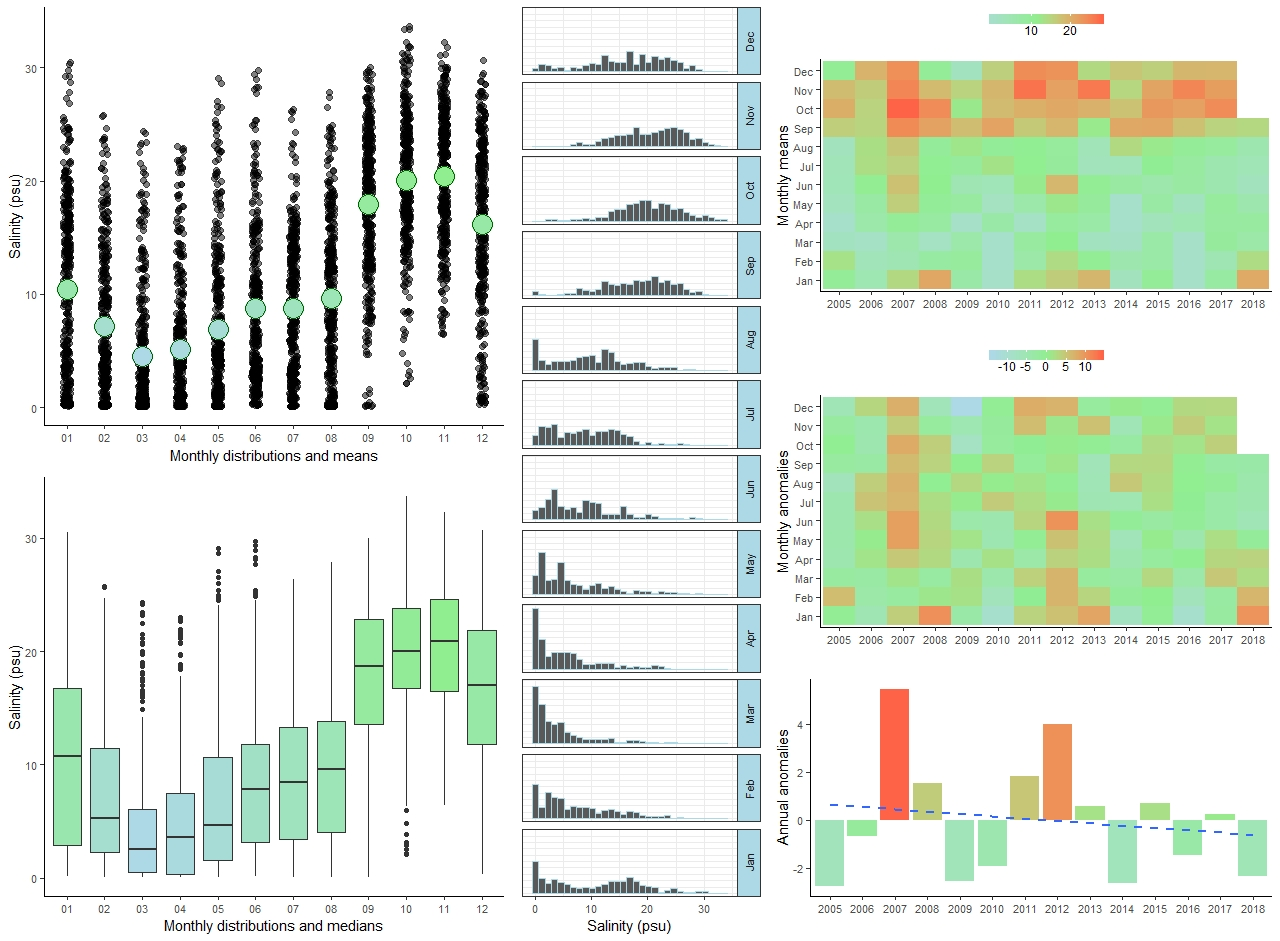 Salinity (psu)
30
20
10
0
01 02 03 04 05 06 07 08 09 10 11 12
Monthly distributions and means
Salinity (psu)
30
20
10
0
01 02 03 04 05 06 07 08 09 10 11 12
Monthly distributions and medians
Dec
Nov
Oct
Sep
Aug
Jul
Jun
May
Apr
Mar
Feb
Jan
0 10 20 30
Salinity (psu)
10 20
Monthly means
Dec
Nov
Oct
Sep
Aug
Jul
Jun
May
Apr
Mar
Feb
Jan
2005 2006 2007 2008 2009 2010 2011 2012 2013 2014 2015 2016 2017 2018
-10 -5 0 5 10
Monthly anomalies
Dec
Nov
Oct
Sep
Aug
Jul
Jun
May
Apr
Mar
Feb
Jan
2005 2006 2007 2008 2009 2010 2011 2012 2013 2014 2015 2016 2017 2018
Annual anomalies
4
2
0
-2
2005 2006 2007 2008 2009 2010 2011 2012 2013 2014 2015 2016 2017 2018